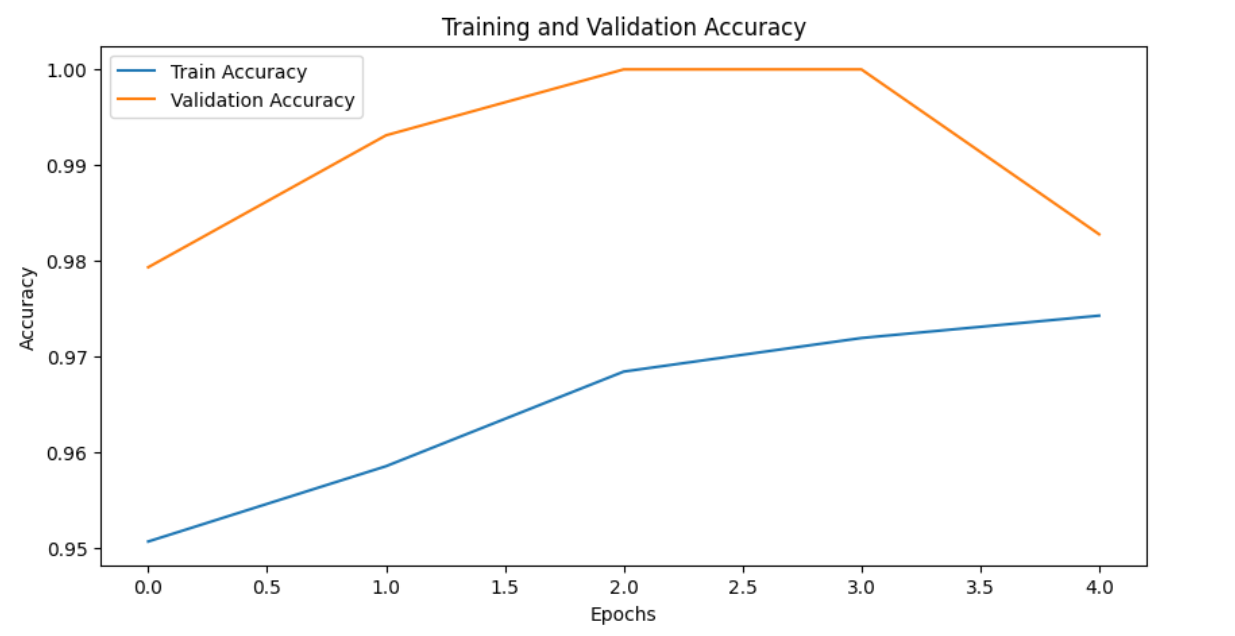 Training and Validation Accuracy
Train Accuracy
Validation Accuracy
1.00
0.99
0.98
0.97
0.96
0.95
Accuracy
0.0 0.5 1.0 1.5 2.0 2.5 3.0 3.5 4.0
Epochs